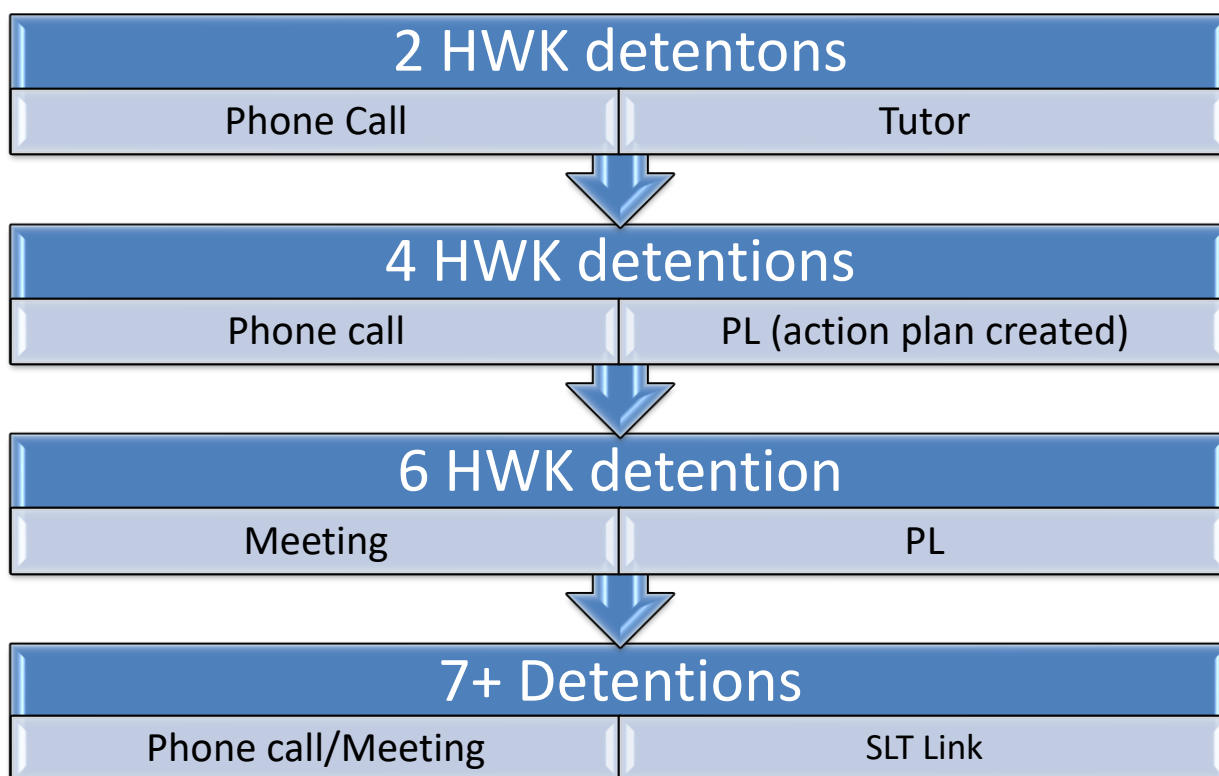 2 HWK detentons
Phone Call
Tutor
4 HWK detentions
Phone call
PL (action plan created)
6 HWK detention
Meeting
PL
7+ Detentions
Phone call/Meeting
SLT Link